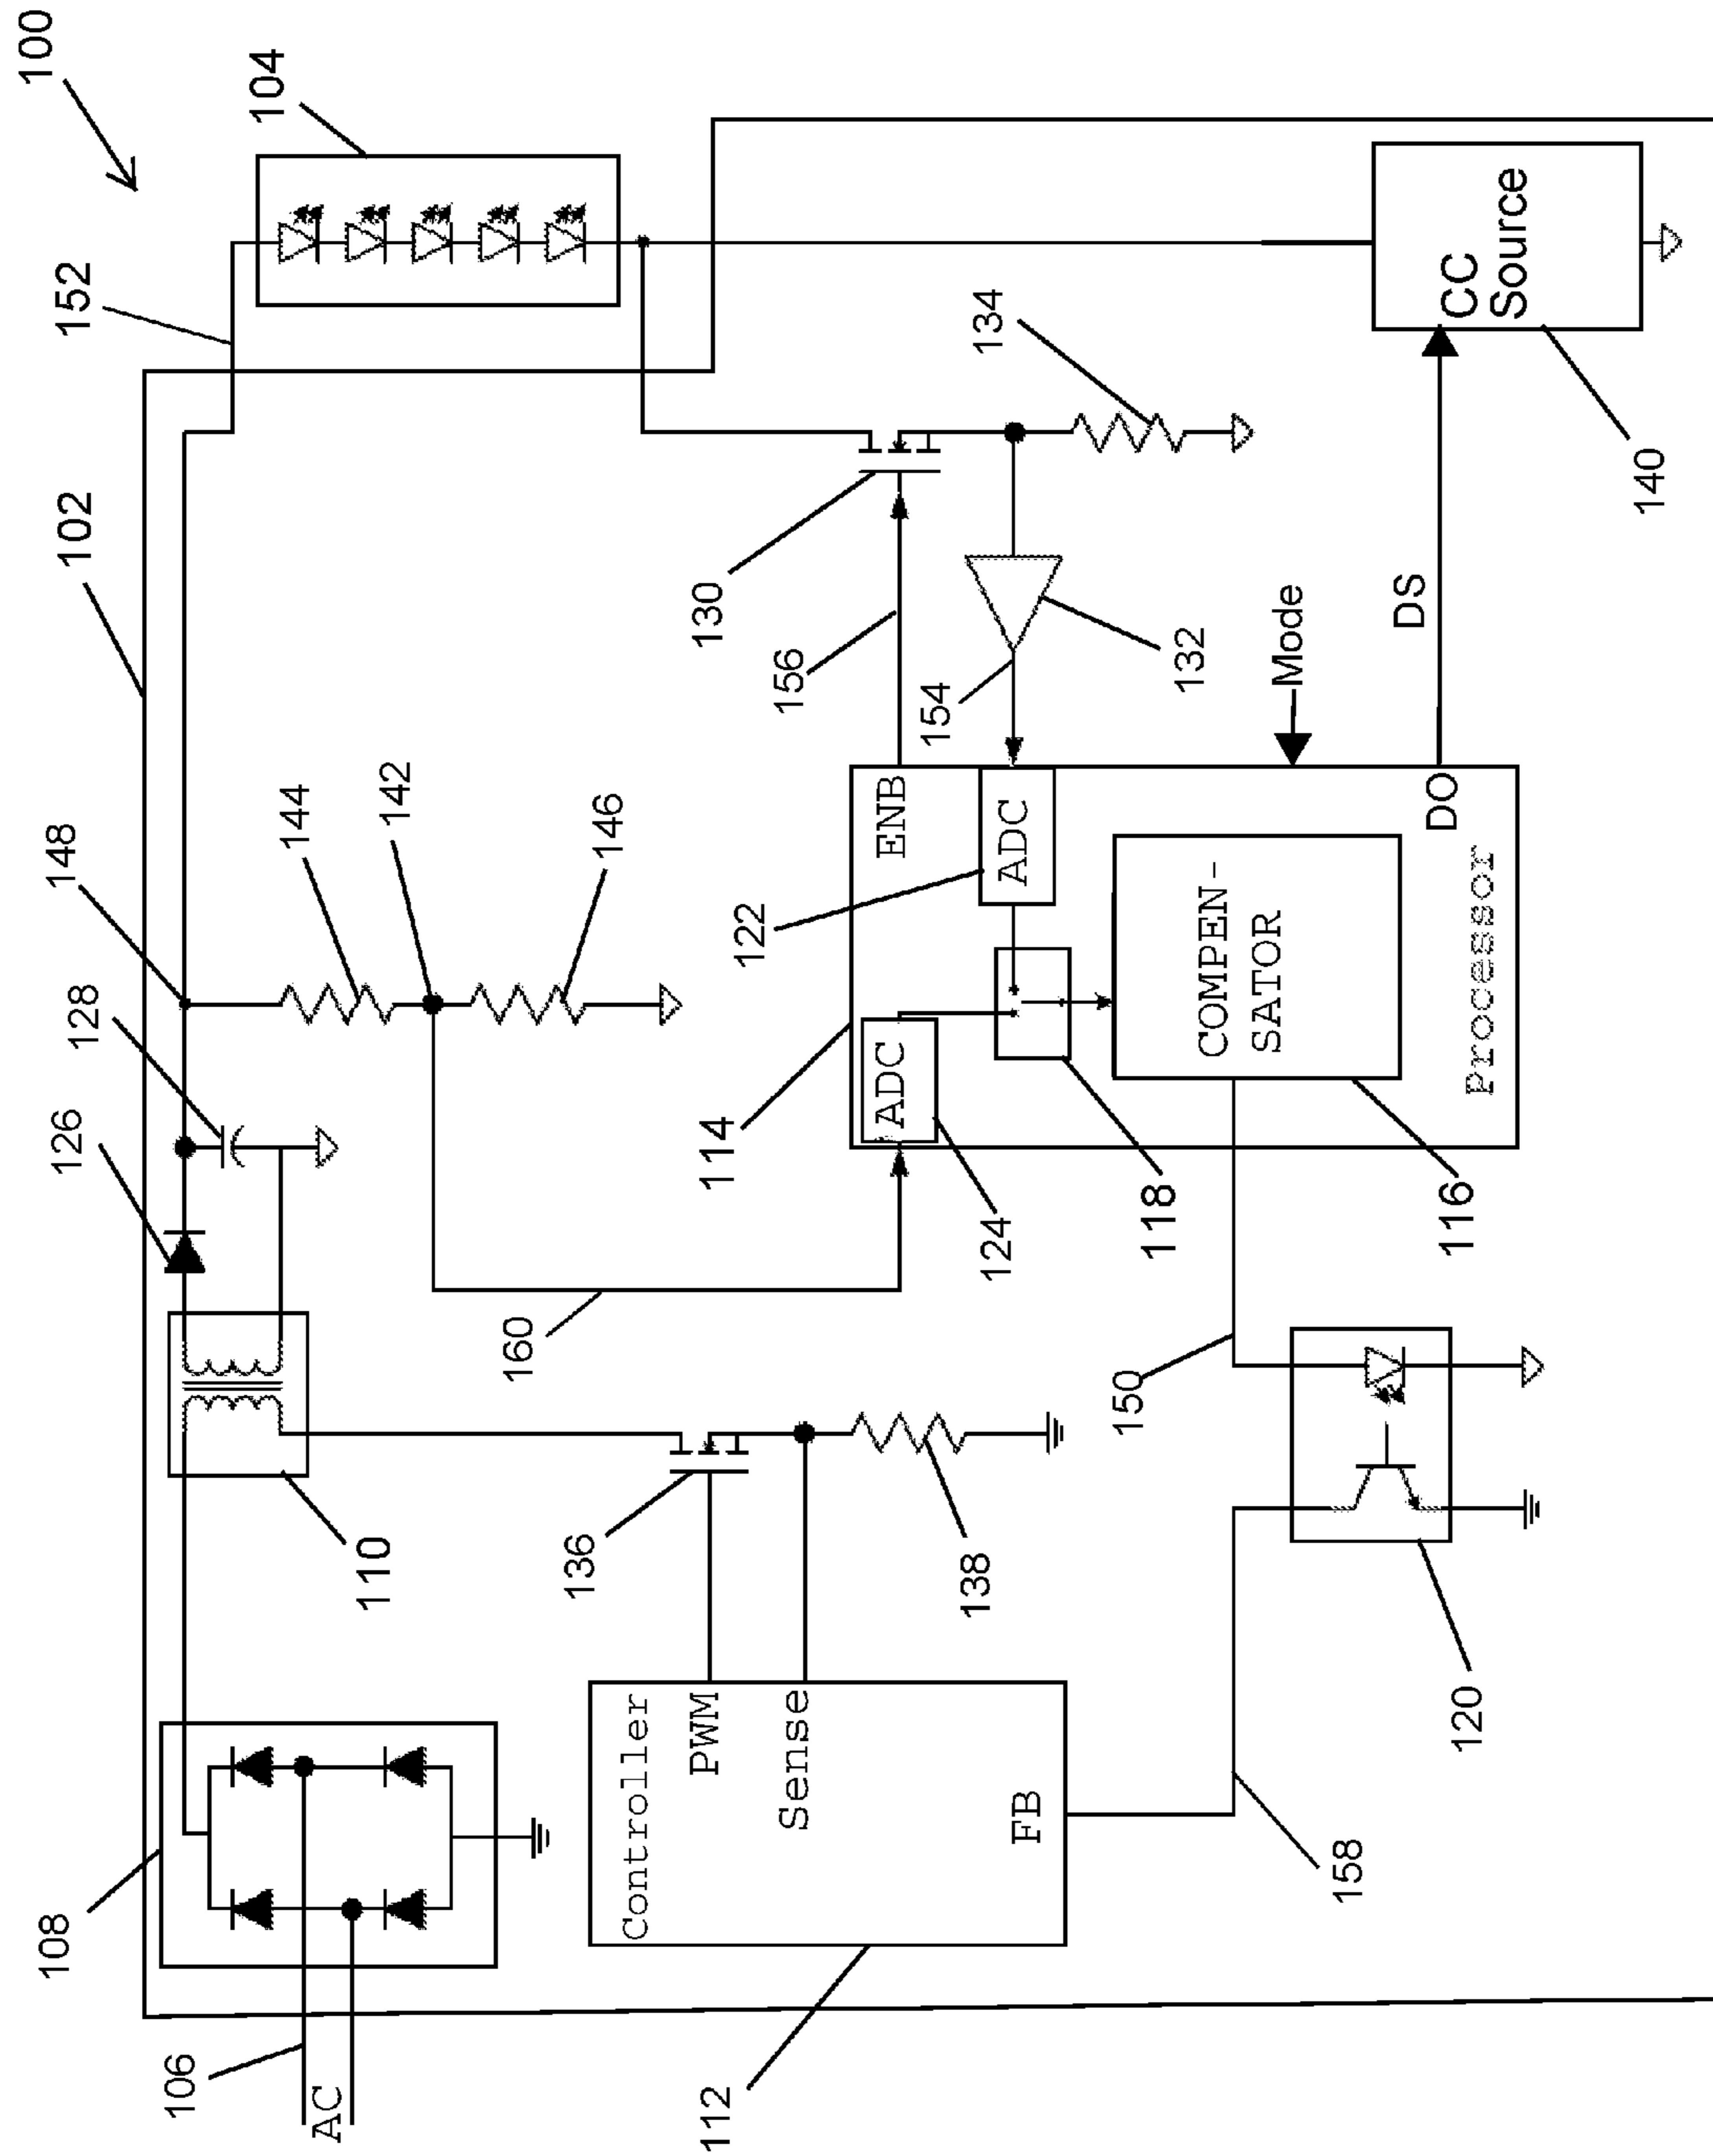 100
102
152
104
148
128
126
144
142
146
110
108
106
AC
160
156
130
134
154
132
136
138
114
124
122
118
116
ENB
ADC
ADC
COMPEN-
SATOR
Processor
DO
Mode
DS
CC
Source
140
Controller
PWM
Sense
FB
112
150
158
120